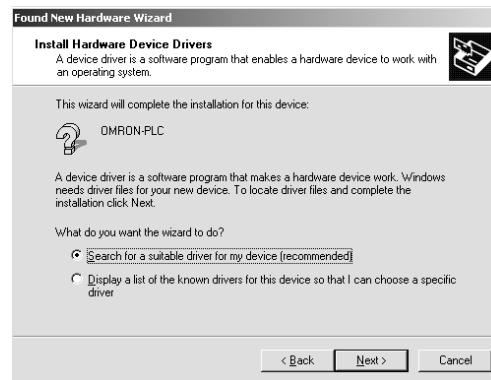 Found New Hardware Wizard
Install Hardware Device Drivers
A device driver is a software program that enables a hardware device to work with
an operating system.
This wizard will complete the installation for this device:
OMRON-PLC
A device driver is a software program that makes a hardware device work. Windows
needs driver files for your new device. To locate driver files and complete the
installation click Next.
What do you want the wizard to do?
Search for a suitable driver for my device (recommended)
Display a list of the known drivers for this device so that I can choose a specific
driver
< Back Next > Cancel